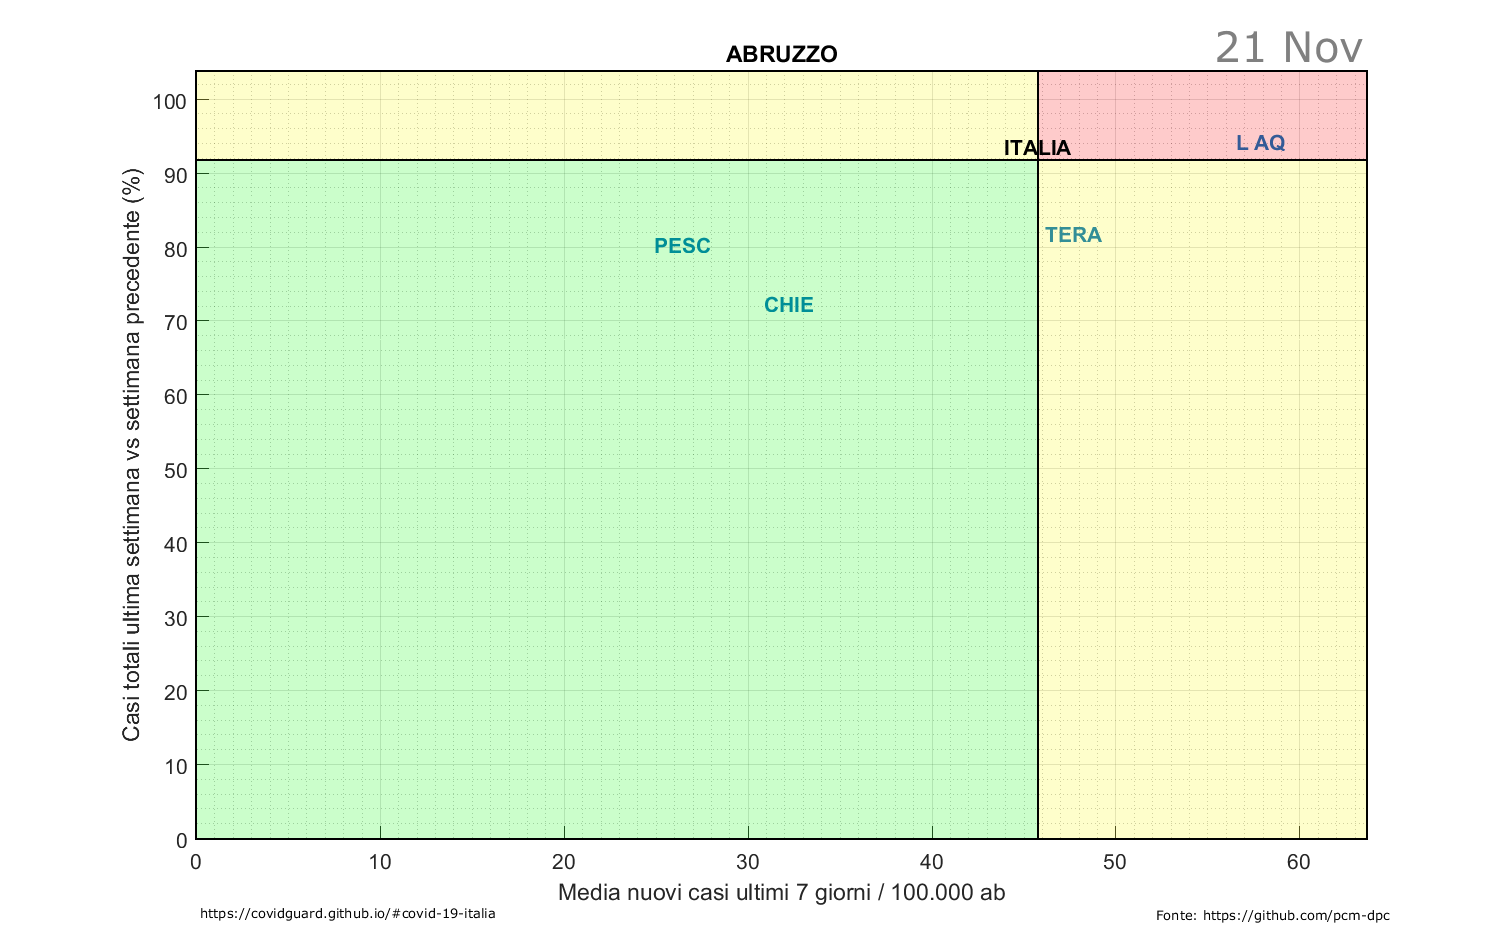 ABRUZZO
21 Nov
Casi totali ultima settimana vs settimana precedente (%)
100
90
80
70
60
50
40
30
20
10
0
ITALIA
L AQ
TERA
PESC
CHIE
0 10 20 30 40 50 60
Media nuovi casi ultimi 7 giorni / 100.000 ab
https://covidguard.github.io/#covid-19-italia
Fonte: https://github.com/pcm-dpc